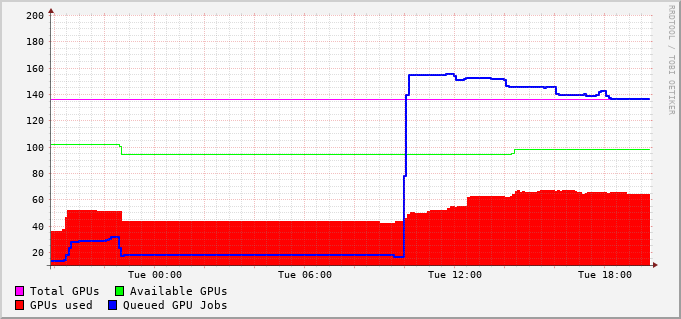 200
180
160
140
120
100
80
60
40
20
Tue 00:00 Tue 06:00 Tue 12:00 Tue 18:00
Total GPUs Available GPUs
GPUs used Queued GPU Jobs
RRDTOOL / TOBI OETIKER